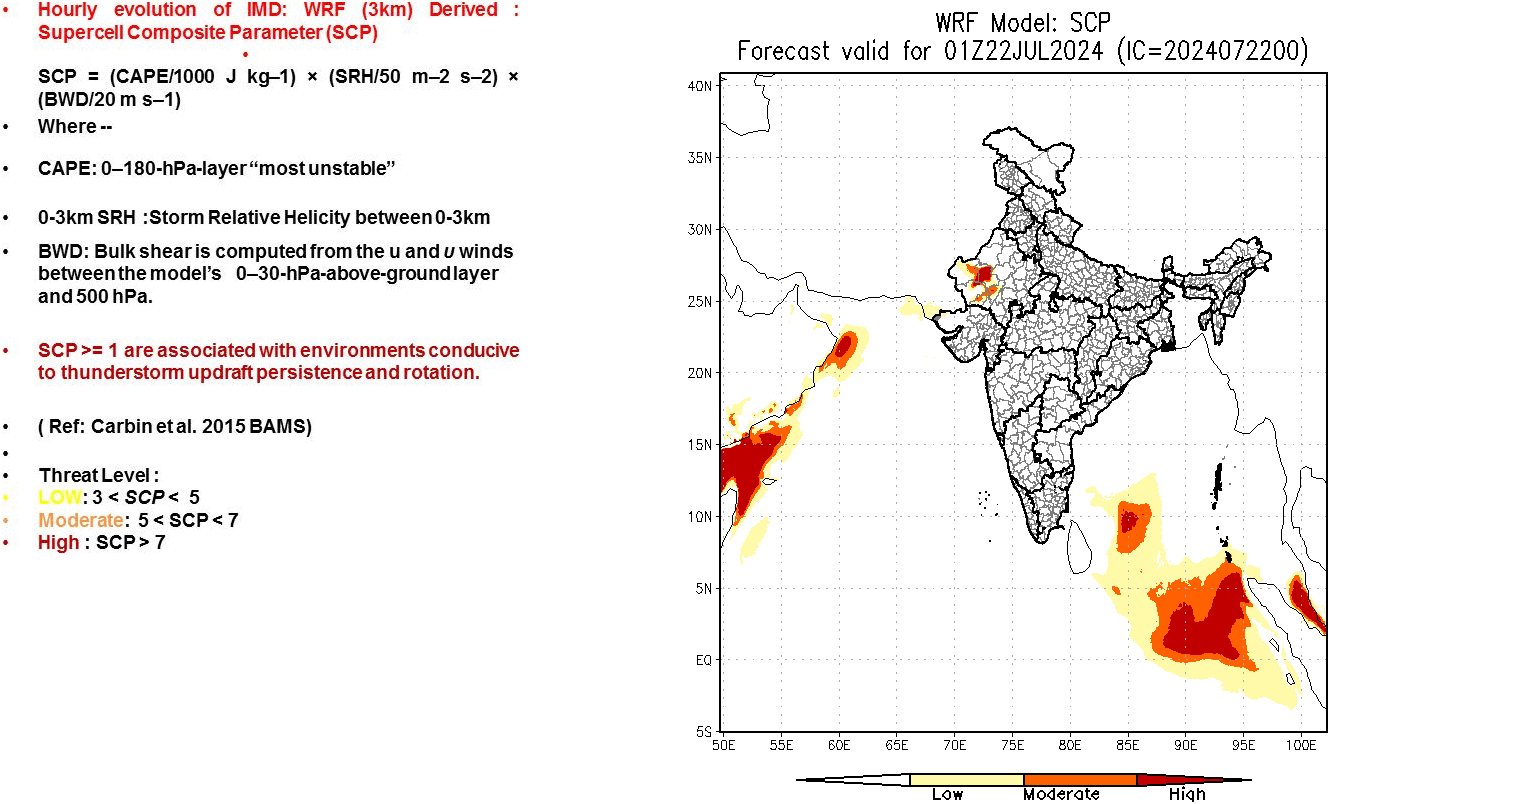 • Hourly evolution of IMD: WRF (3km) Derived :
Supercell Composite Parameter (SCP)
•
SCP = (CAPE/1000 J kg–1) × (SRH/50 m–2 s–2) ×
(BWD/20 m s–1)
• Where --
• CAPE: 0–180-hPa-layer “most unstable”
• 0-3km SRH :Storm Relative Helicity between 0-3km
• BWD: Bulk shear is computed from the u and υ winds
between the model’s 0–30-hPa-above-ground layer
and 500 hPa.
• SCP >= 1 are associated with environments conducive
to thunderstorm updraft persistence and rotation.
• ( Ref: Carbin et al. 2015 BAMS)
•
• Threat Level :
• LOW: 3 < SCP < 5
• Moderate: 5 < SCP < 7
• High : SCP > 7
WRF Model: SCP
Forecast valid for 01Z22JUL2024 (IC=2024072200)
40N
35N
30N
25N
20N
15N
10N
5N
EQ
5S
50E 55E 60E 65E 70E 75E 80E 85E 90E 95E 100E
Low Moderate High